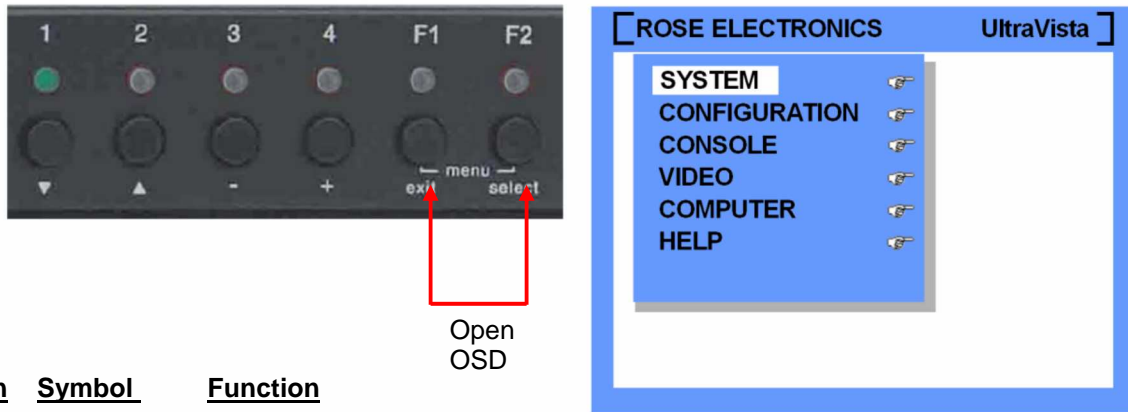 1 2 3 4 F1 F2
▼ ▲ - + exit menu select
Open
OSD
ROSE ELECTRONICS UltraVista
SYSTEM
CONFIGURATION
CONSOLE
VIDEO
COMPUTER
HELP
Symbol Function